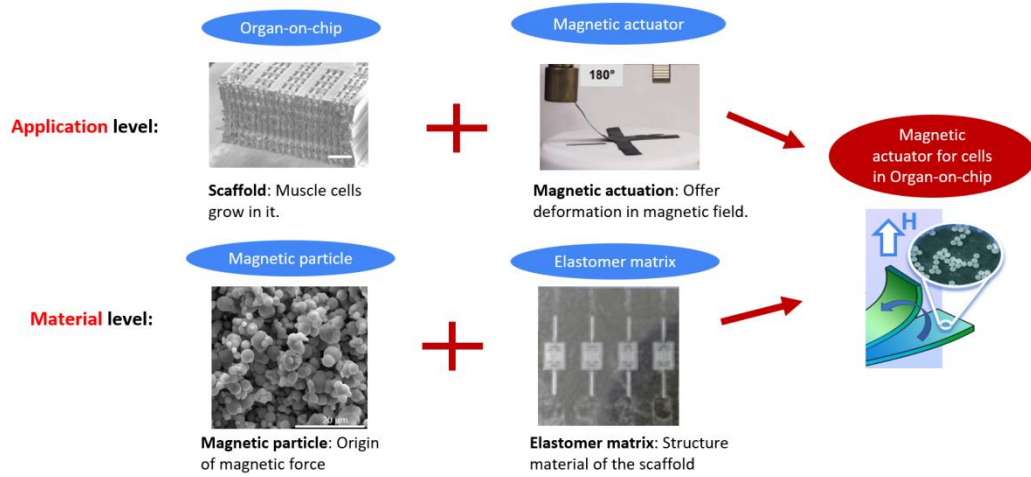 Organ-on-chip
Magnetic actuator
180°
Application level:
Scaffold: Muscle cells
grow in it.
Magnetic actuation: Offer
deformation in magnetic field.
Magnetic
actuator for cells
in Organ-on-chip
H
Magnetic particle
Elastomer matrix
Material level:
20 µm
Magnetic particle: Origin
of magnetic force
Elastomer matrix: Structure
material of the scaffold